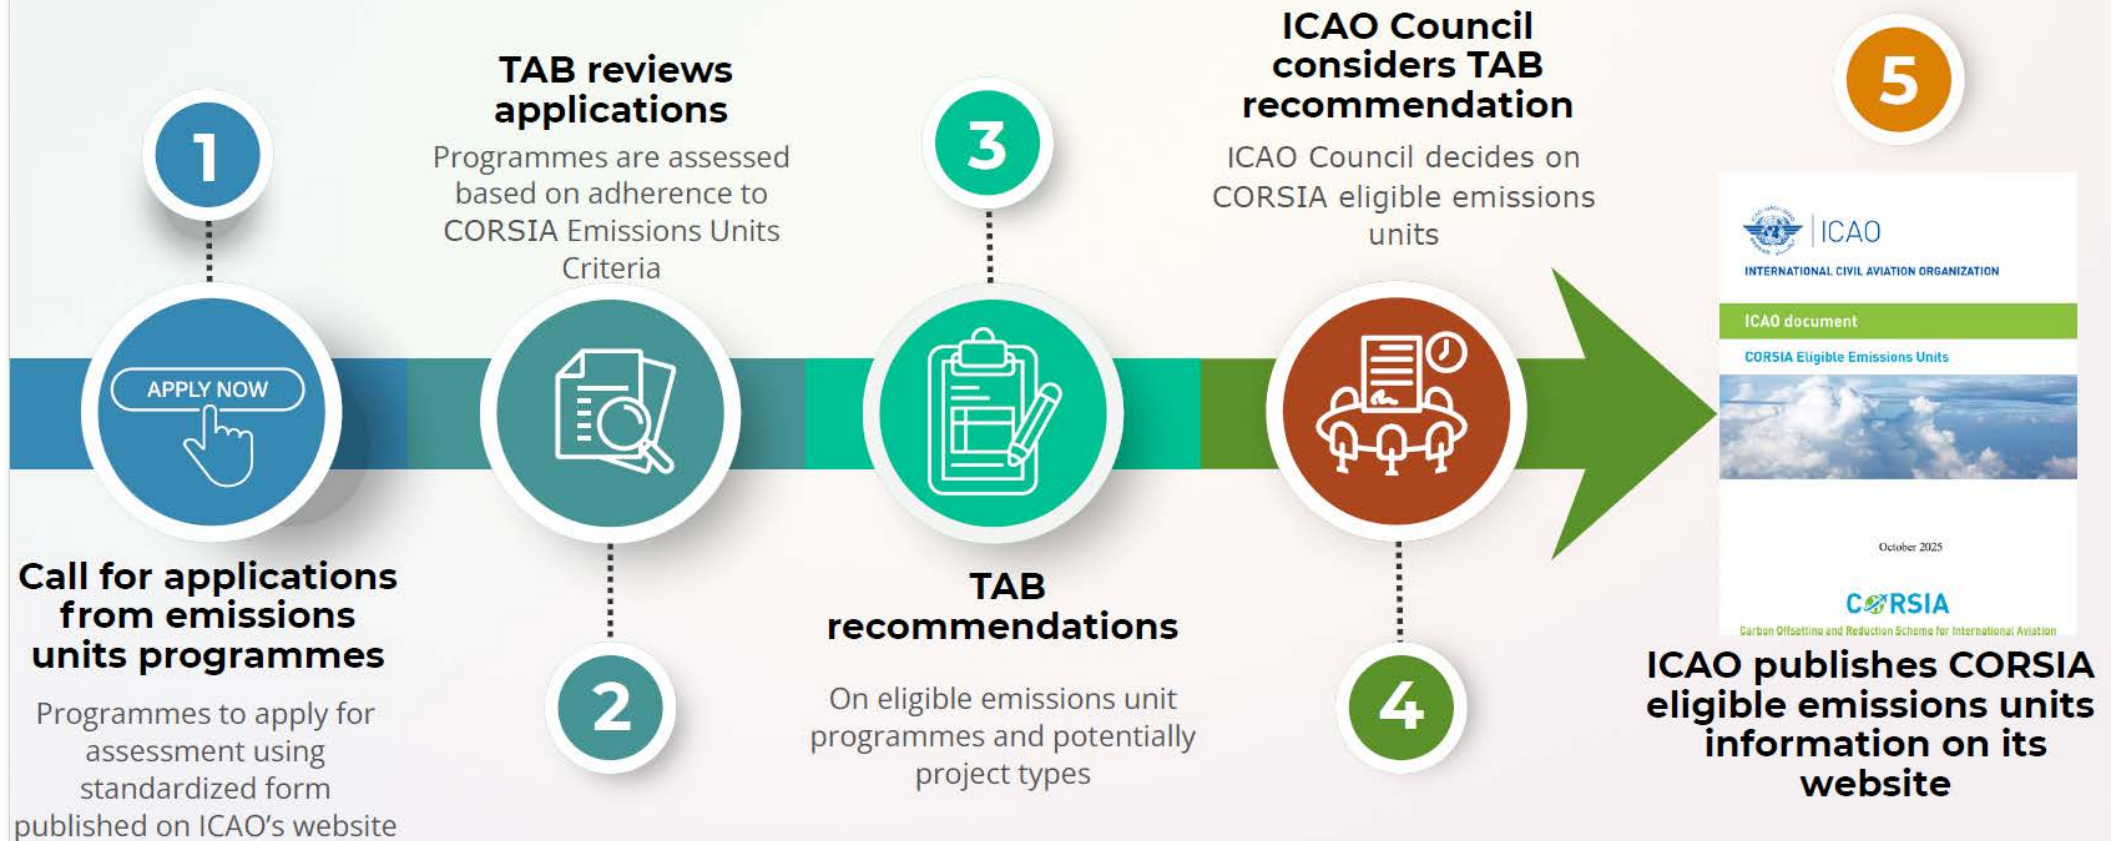 1
APPLY NOW
Call for applications
from emissions
units programmes
Programmes to apply for
assessment using
standardized form
published on ICAO's website
TAB reviews
applications
Programmes are assessed
based on adherence to
CORSIA Emissions Units
Criteria
2
3
TAB
recommendations
On eligible emissions unit
programmes and potentially
project types
ICAO Council
considers TAB
recommendation
ICAO Council decides on
CORSIA eligible emissions
units
4
5
ICAO
INTERNATIONAL CIVIL AVIATION ORGANIZATION
ICAO document
CORSIA Eligible Emissions Units
October 2025
CORSIA
Carbon Offsetting and Reduction Scheme for International Aviation
ICAO publishes CORSIA
eligible emissions units
information on its
website